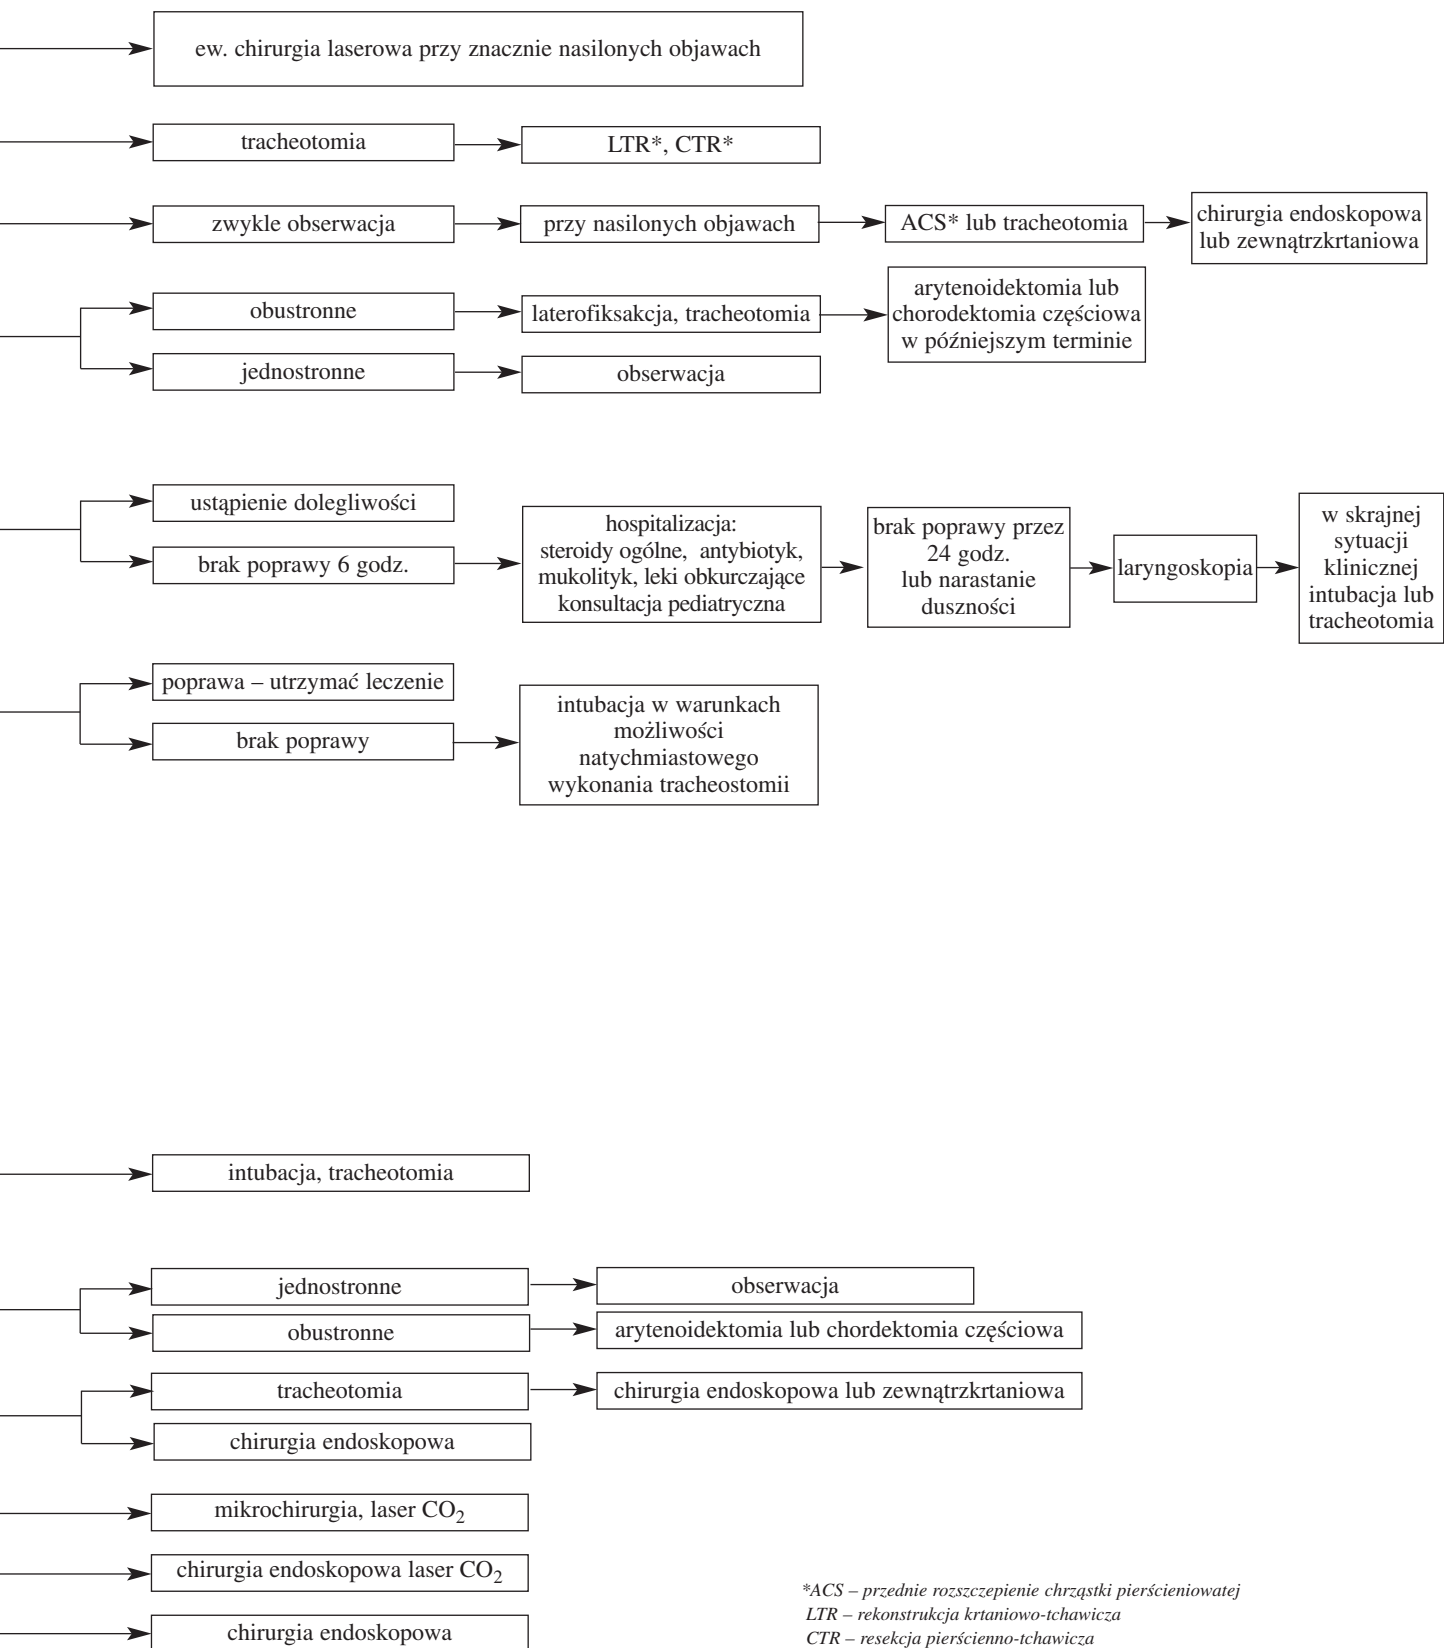 ew. chirurgia laserowa przy znacznie nasilonych objawach
tracheotomia
LTR*, CTR*
zwykle obserwacja
przy nasilonych objawach
ACS* lub tracheotomia
chirurgia endoskopowa
lub zewnątrzkrtaniowa
obustronne
laterofiksakcja, tracheotomia
arytenoidektomia lub
chorodektomia częściowa
w późniejszym terminie
jednostronne
obserwacja
ustąpienie dolegliwości
brak poprawy 6 godz.
hospitalizacja:
steroidy ogólne, antybiotyk,
mukolityk, leki obkurczające
konsultacja pediatryczna
brak poprawy przez
24 godz.
lub narastanie
duszności
laryngoskopia
w skrajnej
sytuacji
klinicznej
intubacja lub
tracheotomia
poprawa – utrzymać leczenie
brak poprawy
intubacja w warunkach
możliwości
natychmiastowego
wykonania tracheostomii
intubacja, tracheotomia
jednostronne
obserwacja
obustronne
arytenoidektomia lub chordektomia częściowa
tracheotomia
chirurgia endoskopowa lub zewnątrzkrtaniowa
chirurgia endoskopowa
mikrochirurgia, laser CO₂
chirurgia endoskopowa laser CO₂
chirurgia endoskopowa
*ACS – przednie rozszczepienie chrząstki pierścieniowatej
LTR – rekonstrukcja krtaniowo-tchawicza
CTR – resekcja pierścienno-tchawicza